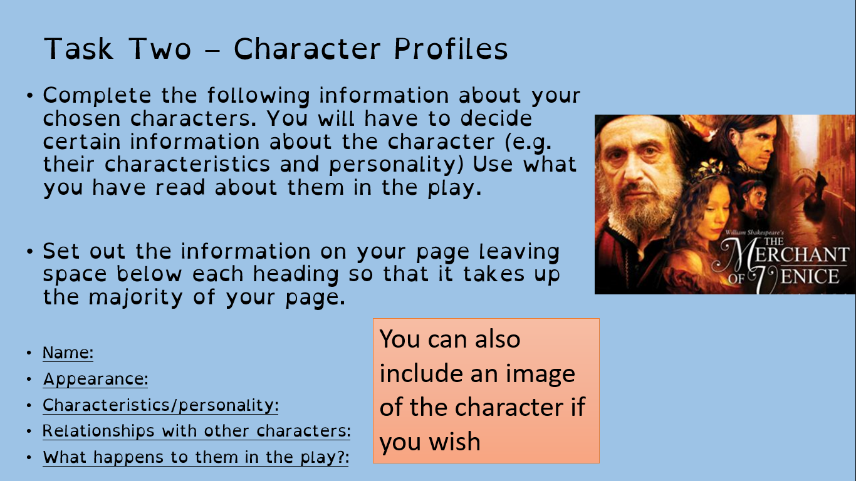 Task Two – Character Profiles
• Complete the following information about your
chosen characters. You will have to decide
certain information about the character (e.g.
their characteristics and personality) Use what
you have read about them in the play.
• Set out the information on your page leaving
space below each heading so that it takes up
the majority of your page.
• Name:
• Appearance:
• Characteristics/personality:
• Relationships with other characters:
• What happens to them in the play?:
You can also
include an image
of the character if
you wish
William Shakespeare's
THE
MERCHANT
OF VENICE